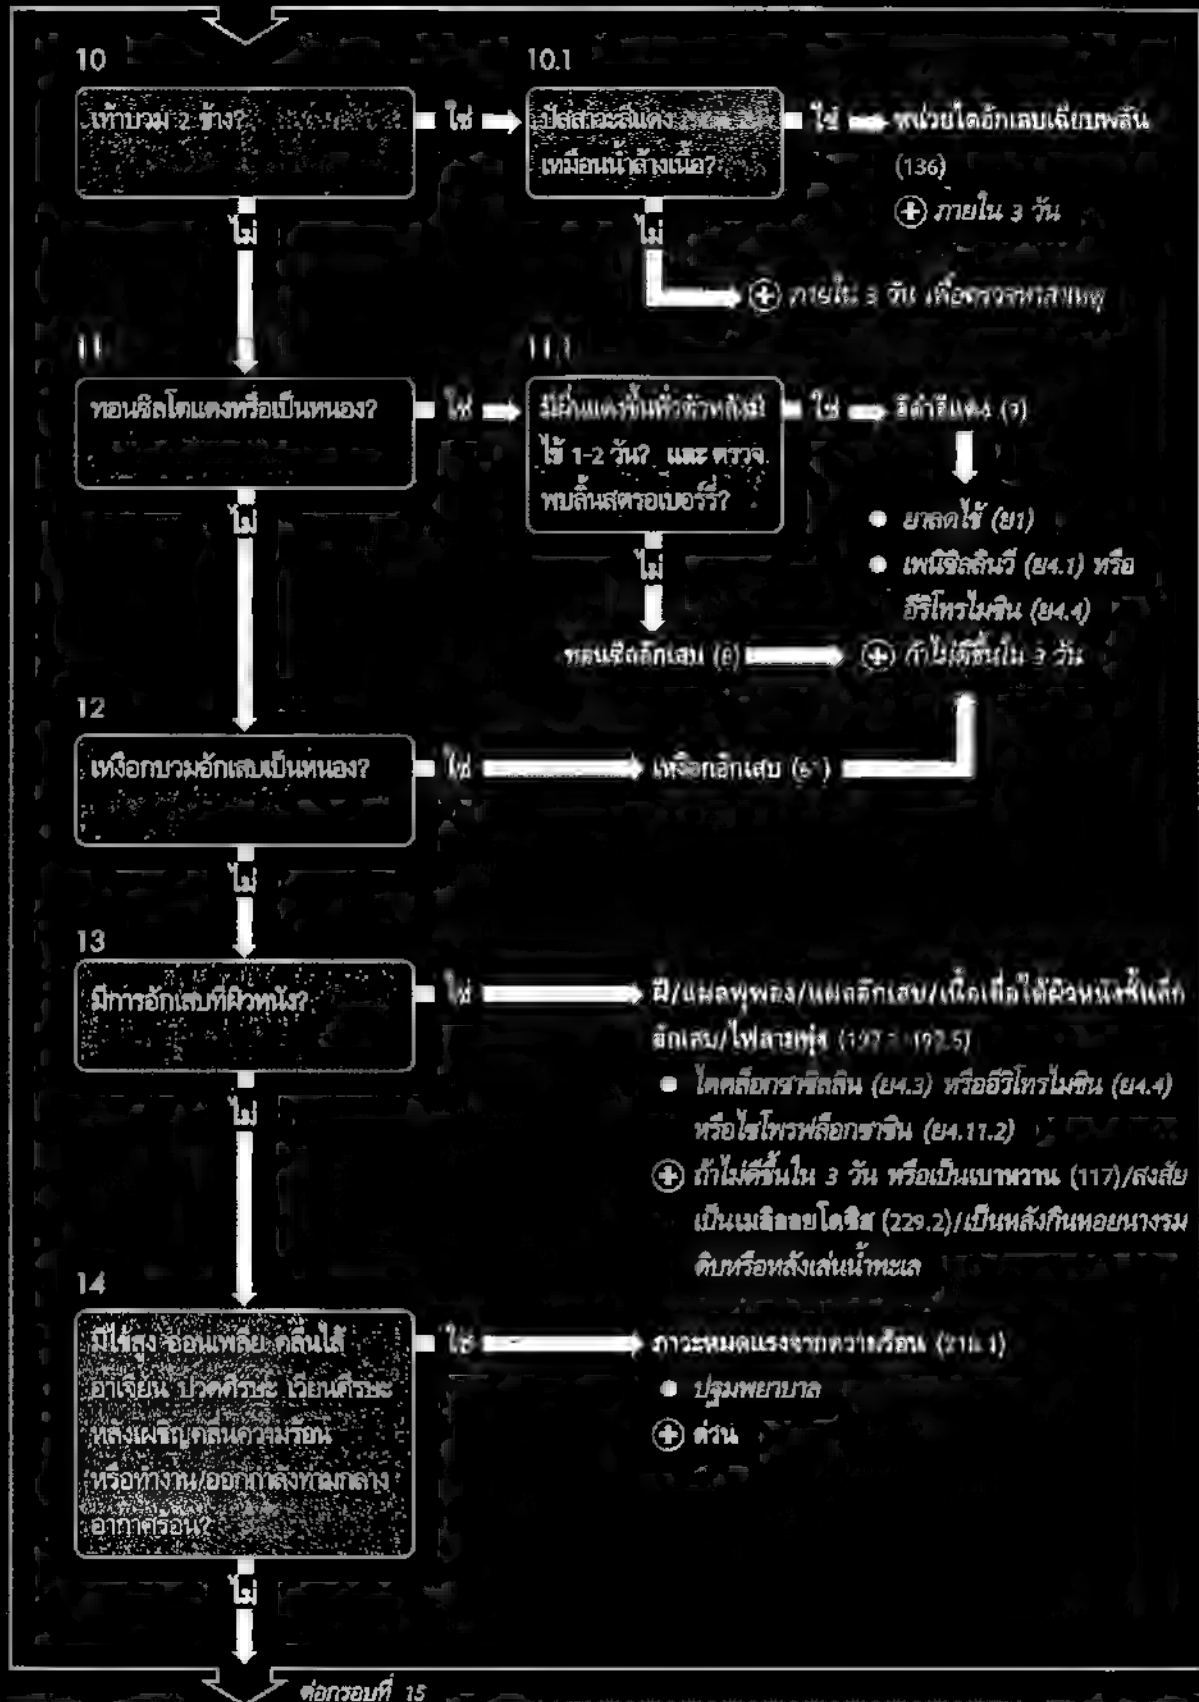 10
เท้าบวม 2 ข้าง?
ใช่
10.1
ปัสสาวะสีแดง
เหมือนน้ำล้างเนื้อ?
ใช่
หน่วยไตอักเสบเฉียบพลัน
(136)
+ ภายใน 3 วัน
ไม่
ไม่
+ ภายใน 3 วัน เพื่อตรวจหาสาเหตุ
11
ทอนซิลโตแดงหรือเป็นหนอง?
ใช่
11.1
มีผื่นแดงขึ้นทั่วตัวหลังมี
ไข้ 1-2 วัน? และ ตรวจ
พบลิ้นสตรอเบอร์รี่?
ใช่
อีดำอีแดง (9)
• ยาลดไข้ (ย1)
• เพนิซิลลินวี (ย4.1) หรือ
อีริโทรไมซิน (ย4.4)
ไม่
ไม่
ทอนซิลอักเสบ (8)
+ ถ้าไม่ดีขึ้นใน 3 วัน
12
เหงือกบวมอักเสบเป็นหนอง?
ใช่
เหงือกอักเสบ
ไม่
13
มีการอักเสบที่ผิวหนัง?
ใช่
ฝี/แผลพุพอง/แผลอักเสบ/เนื้อเยื่อใต้ผิวหนังชั้นลึก
อักเสบ/ไฟลามทุ่ง
• ไดคล็อกซาซิลลิน (ย4.3) หรืออีริโทรไมซิน (ย4.4)
หรือไซโพรฟล็อกซาซิน (ย4.11.2)
+ ถ้าไม่ดีขึ้นใน 3 วัน หรือเป็นเบาหวาน (117)/สงสัย
เป็นเมลิออยโดซิส (229.2)/เป็นหลังกินหอยนางรม
ดิบหรือหลังเล่นน้ำทะเล
ไม่
14
มีไข้สูง อ่อนเพลีย คลื่นไส้
อาเจียน ปวดศีรษะ เวียนศีรษะ
หลังเผชิญคลื่นความร้อน
หรือทำงาน/ออกกำลังท่ามกลาง
อากาศร้อน?
ใช่
ภาวะหมดแรงจากความร้อน
• ปฐมพยาบาล
+ ด่วน
ไม่
ต่อกรอบที่ 15